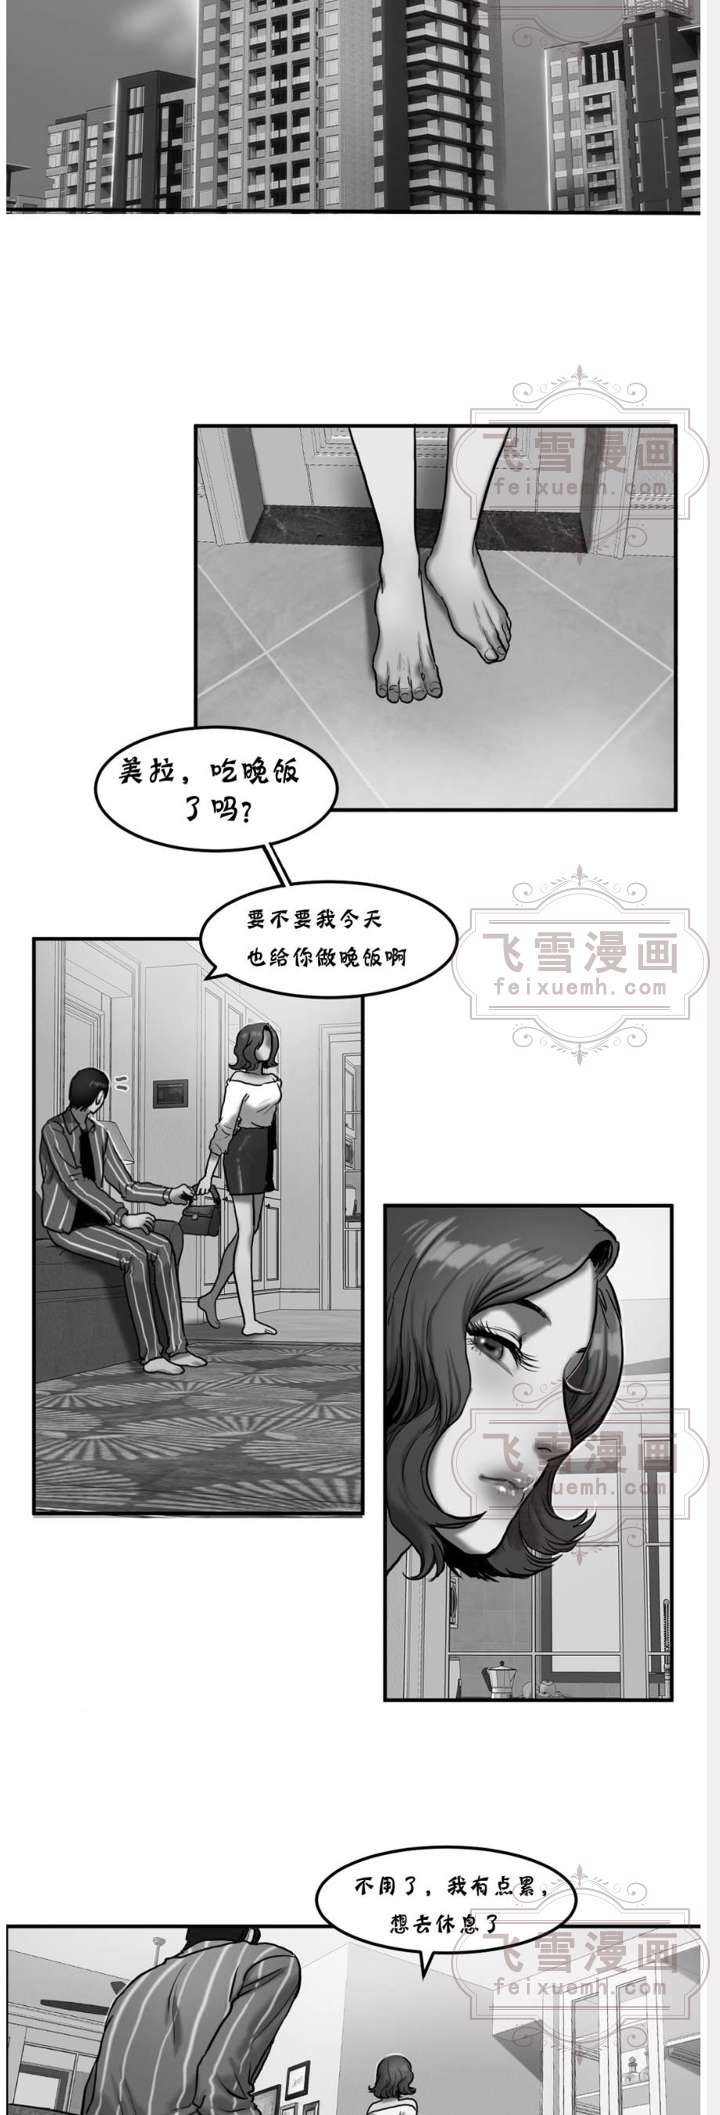 飞雪漫画
feixuemh.com
美拉，吃晚饭
了吗?
要不要我今天
也给你做晚饭啊
飞雪漫画
feixuemh.com
飞雪漫画
feixuemh.com
不用了，我有点累，
想去休息了
飞雪漫画
feixuemh.com